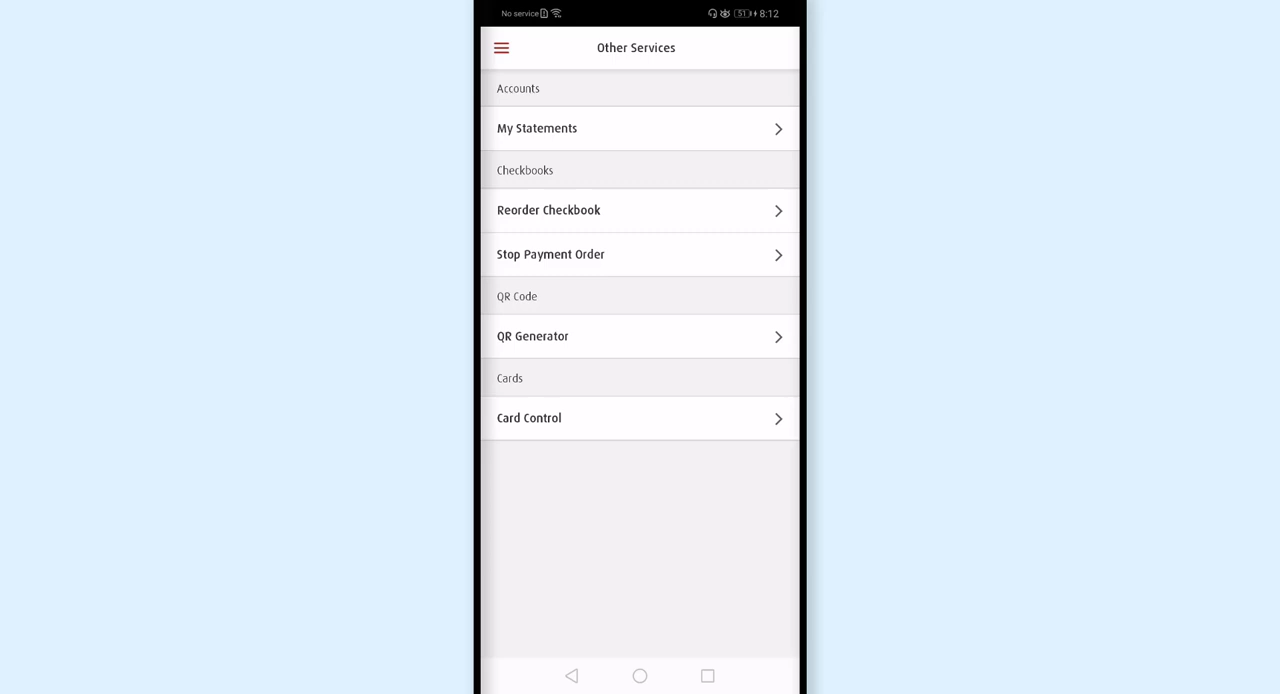 No service 51 8:12
Other Services
Accounts
My Statements
Checkbooks
Reorder Checkbook
Stop Payment Order
QR Code
QR Generator
Cards
Card Control